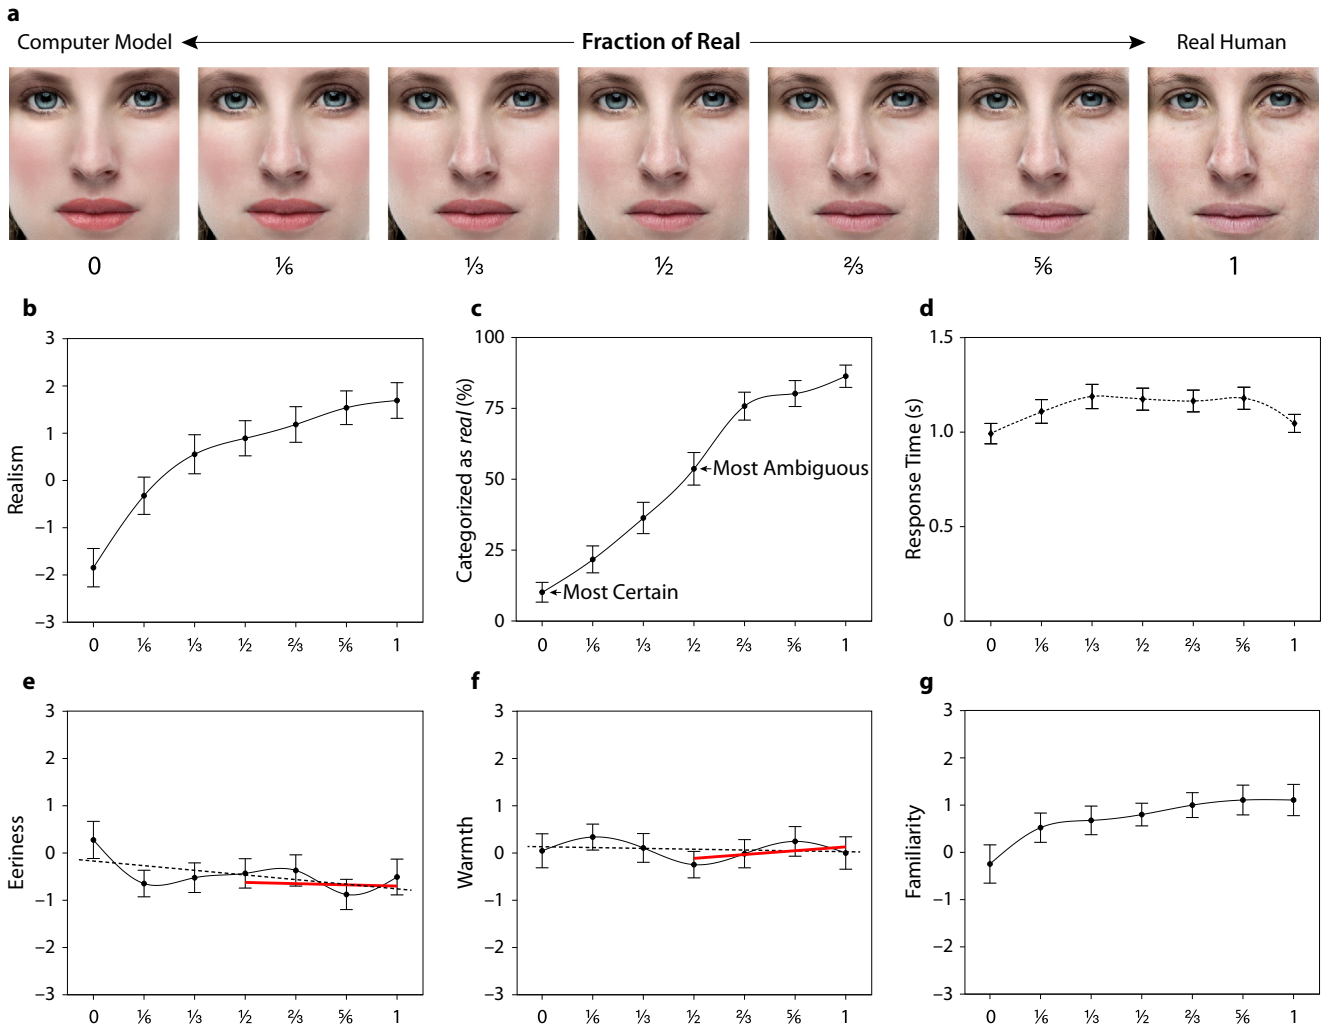 a
Computer Model Fraction of Real Real Human
0 ⅙ ⅓ ½ ⅔ ⅚ 1
b
Realism
3
2
1
0
−1
−2
−3
0 ⅙ ⅓ ½ ⅔ ⅚ 1
c
Categorized as real (%)
100
75
50
25
0
Most Ambiguous
Most Certain
0 ⅙ ⅓ ½ ⅔ ⅚ 1
d
Response Time (s)
1.5
1.0
0.5
0
0 ⅙ ⅓ ½ ⅔ ⅚ 1
e
Eeriness
3
2
1
0
−1
−2
−3
0 ⅙ ⅓ ½ ⅔ ⅚ 1
f
Warmth
3
2
1
0
−1
−2
−3
0 ⅙ ⅓ ½ ⅔ ⅚ 1
g
Familiarity
3
2
1
0
−1
−2
−3
0 ⅙ ⅓ ½ ⅔ ⅚ 1